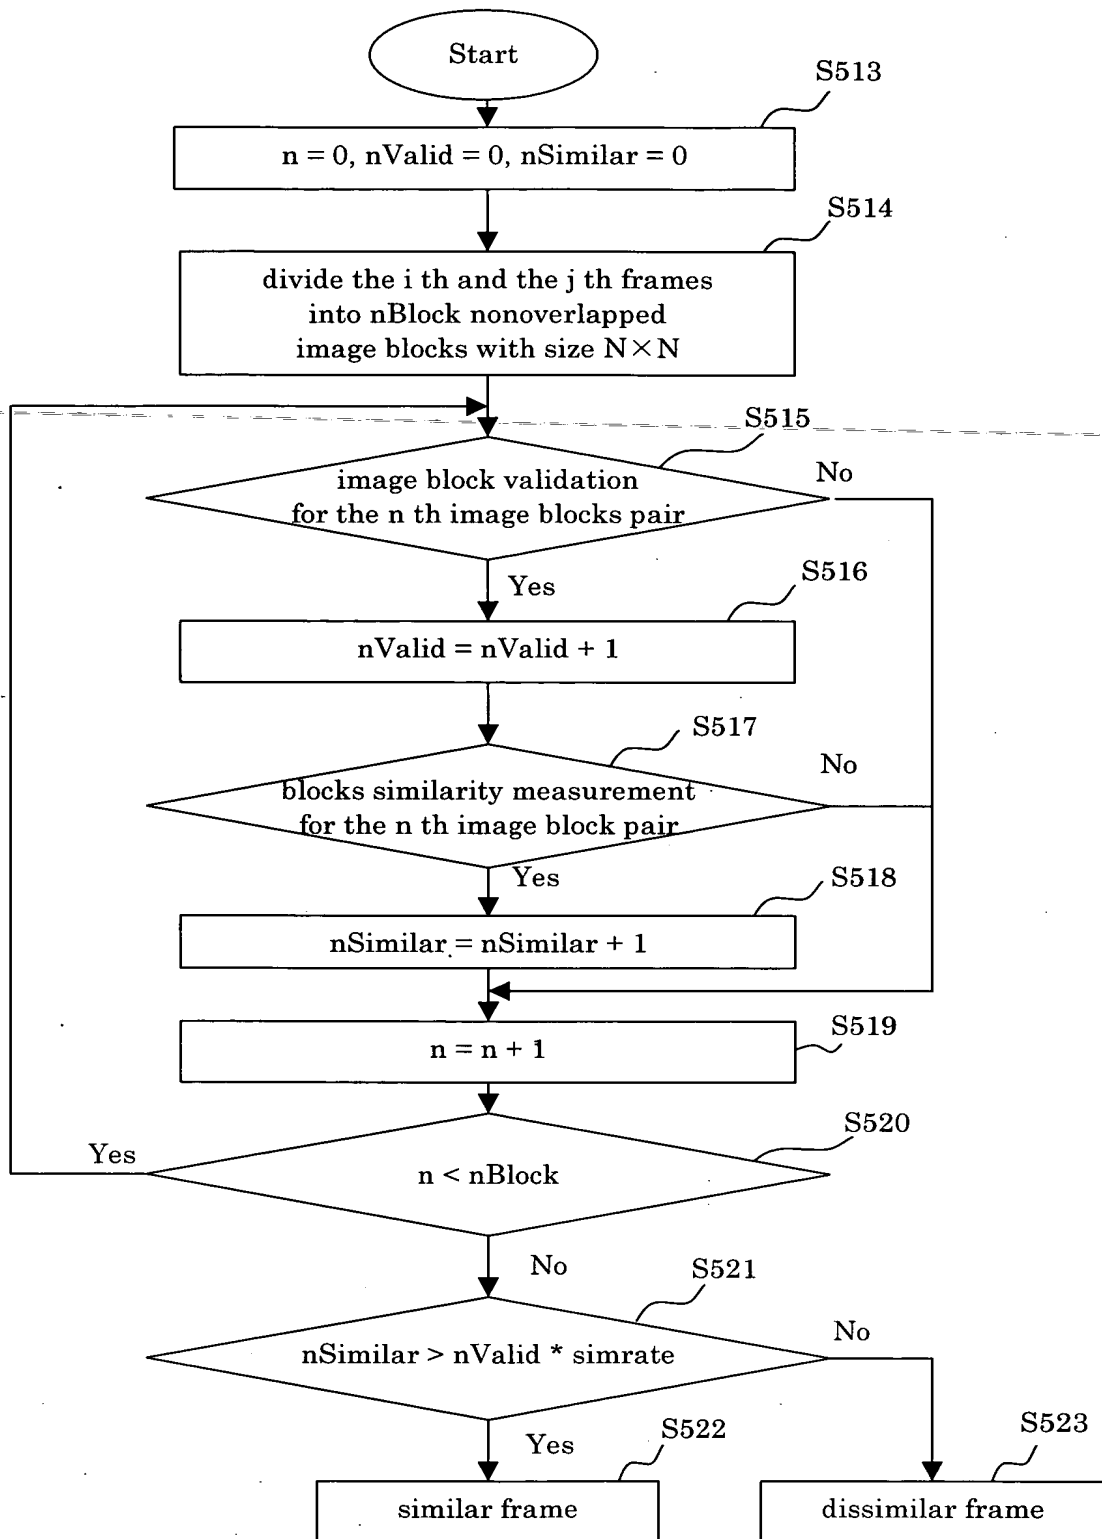 Start
S513
n = 0, nValid = 0, nSimilar = 0
S514
divide the i th and the j th frames
into nBlock nonoverlapped
image blocks with size N×N
S515
image block validation
for the n th image blocks pair
No
Yes
S516
nValid = nValid + 1
S517
blocks similarity measurement
for the n th image block pair
No
Yes
S518
nSimilar = nSimilar + 1
S519
n = n + 1
S520
Yes
n < nBlock
No
S521
nSimilar > nValid * simrate
No
Yes
S522
S523
similar frame
dissimilar frame